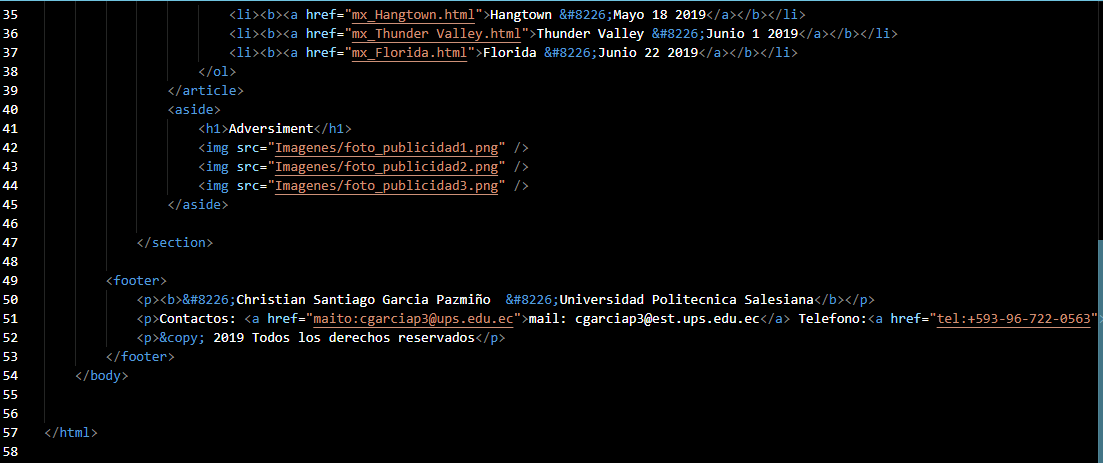 35 <li><b><a href="mx_Hangtown.html">Hangtown &#8226;Mayo 18 2019</a></b></li>
36 <li><b><a href="mx_Thunder Valley.html">Thunder Valley &#8226;Junio 1 2019</a></b></li>
37 <li><b><a href="mx_Florida.html">Florida &#8226;Junio 22 2019</a></b></li>
38 </ol>
39 </article>
40 <aside>
41 <h1>Adversiment</h1>
42 <img src="Imagenes/foto_publicidad1.png" />
43 <img src="Imagenes/foto_publicidad2.png" />
44 <img src="Imagenes/foto_publicidad3.png" />
45 </aside>
46
47 </section>
48
49 <footer>
50 <p><b>&#8226;Christian Santiago Garcia Pazmiño  &#8226;Universidad Politecnica Salesiana</b></p>
51 <p>Contactos: <a href="maito:cgarciap3@ups.edu.ec">mail: cgarciap3@est.ups.edu.ec</a> Telefono:<a href="tel:+593-96-722-0563">
52 <p>&copy; 2019 Todos los derechos reservados</p>
53 </footer>
54 </body>
55
56
57 </html>
58